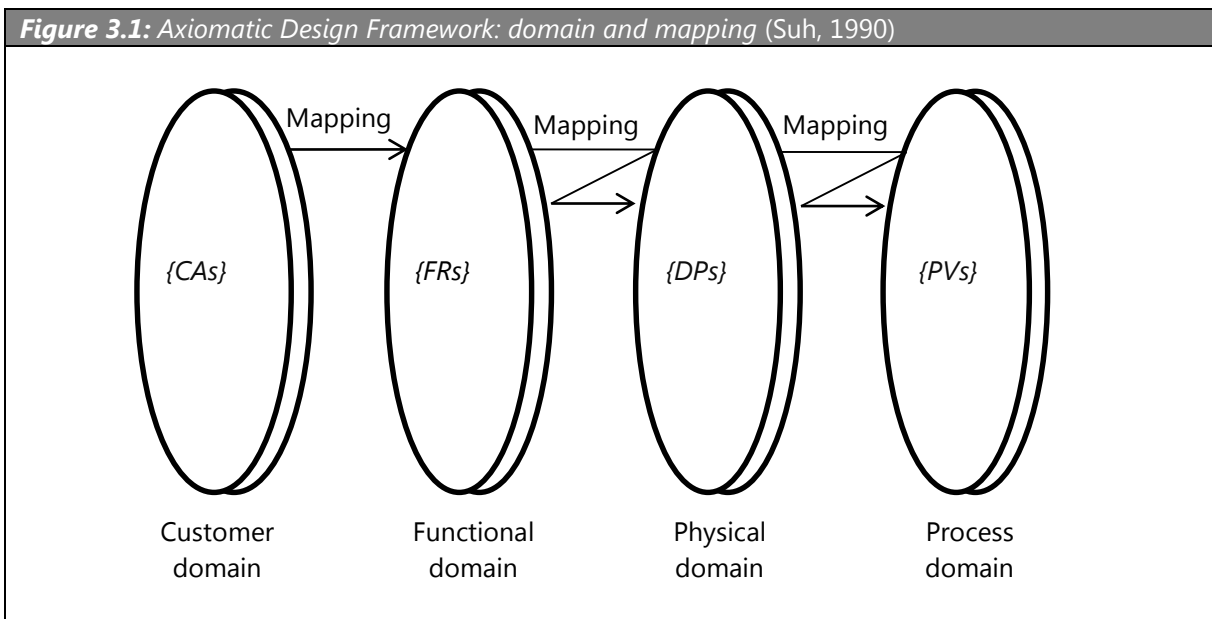 Figure 3.1: Axiomatic Design Framework: domain and mapping (Suh, 1990)
Mapping Mapping Mapping
{CAs} {FRs} {DPs} {PVs}
Customer domain
Functional domain
Physical domain
Process domain